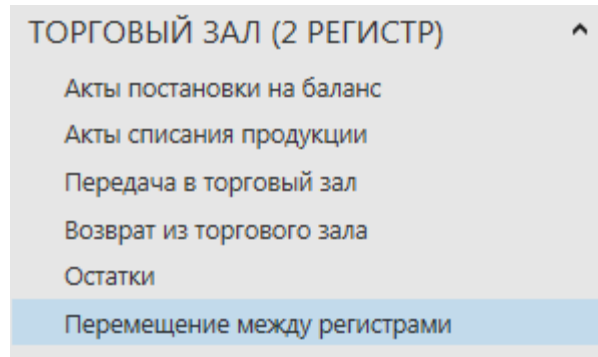 ТОРГОВЫЙ ЗАЛ (2 РЕГИСТР)
Акты постановки на баланс
Акты списания продукции
Передача в торговый зал
Возврат из торгового зала
Остатки
Перемещение между регистрами